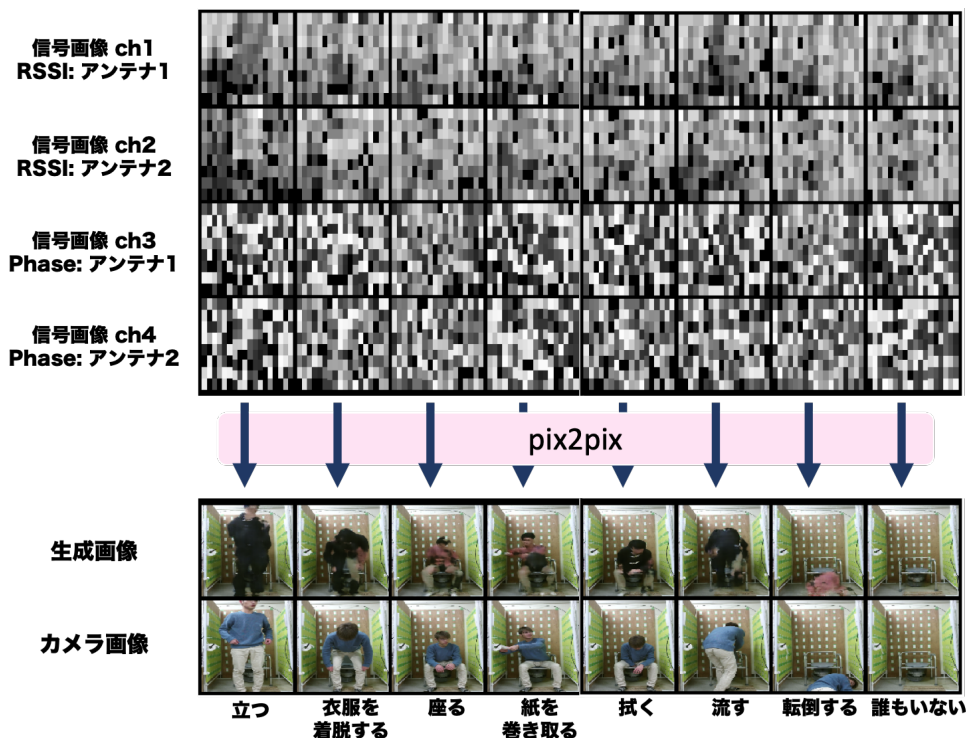 信号画像 ch1
RSSI: アンテナ1
信号画像 ch2
RSSI: アンテナ2
信号画像 ch3
Phase: アンテナ1
信号画像 ch4
Phase: アンテナ2
pix2pix
生成画像
カメラ画像
立つ
衣服を
着脱する
座る
紙を
巻き取る
拭く
流す
転倒する
誰もいない